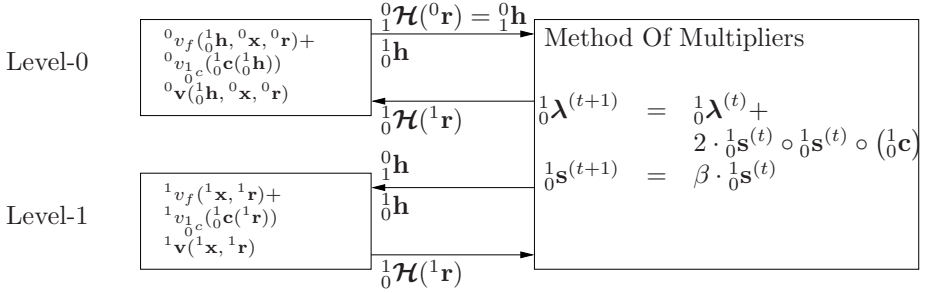 Level-0
⁰v_f(¹₀h, ⁰x, ⁰r)+
⁰v_{¹₀c}(¹₀c(¹₀h))
⁰v(¹₀h, ⁰x, ⁰r)
⁰₁𝓗(⁰r) = ⁰₁h
¹₀h
¹₀𝓗(¹r)
Level-1
¹v_f(¹x, ¹r)+
¹v_{¹₀c}(¹₀c(¹r))
¹v(¹x, ¹r)
⁰₁h
¹₀h
¹₀𝓗(¹r)
Method Of Multipliers
¹₀λ^(t+1) = ¹₀λ^(t)+
2 · ¹₀s^(t) ∘ ¹₀s^(t) ∘ (¹₀c)
¹₀s^(t+1) = β · ¹₀s^(t)